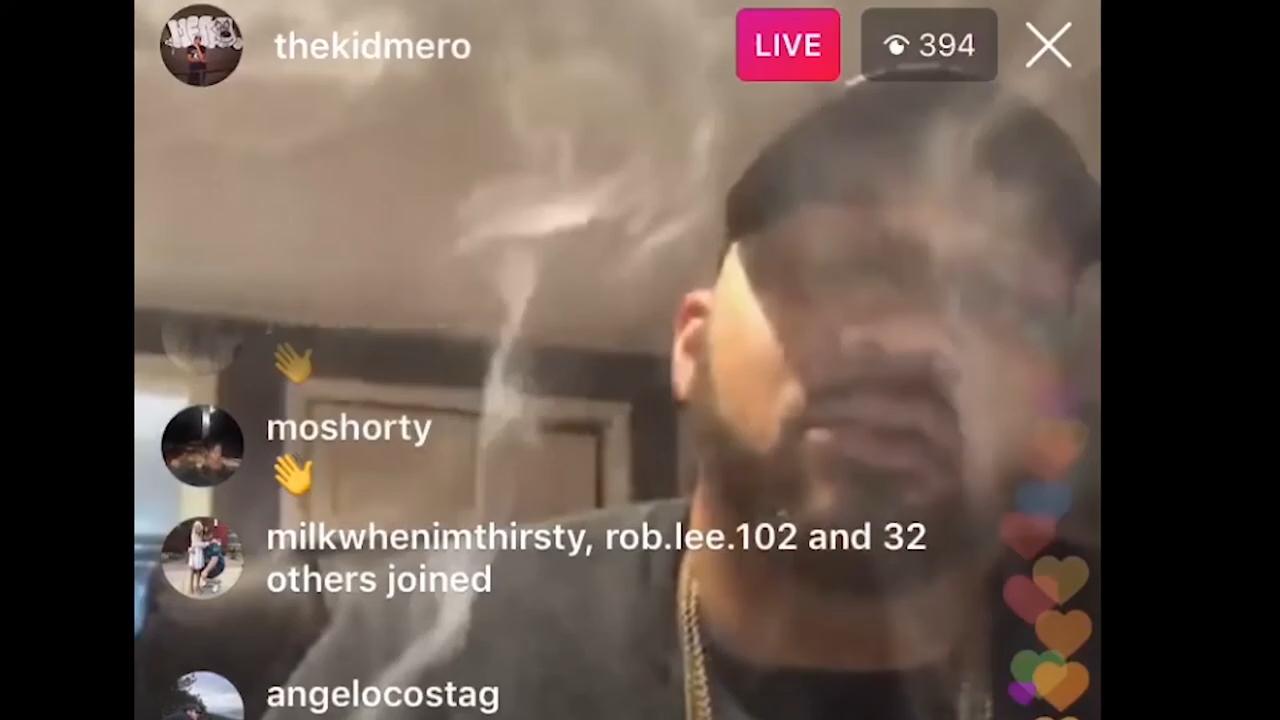 thekidmero
LIVE
394
moshorty
milkwhenimthirsty, rob.lee.102 and 32
others joined
angelocostag